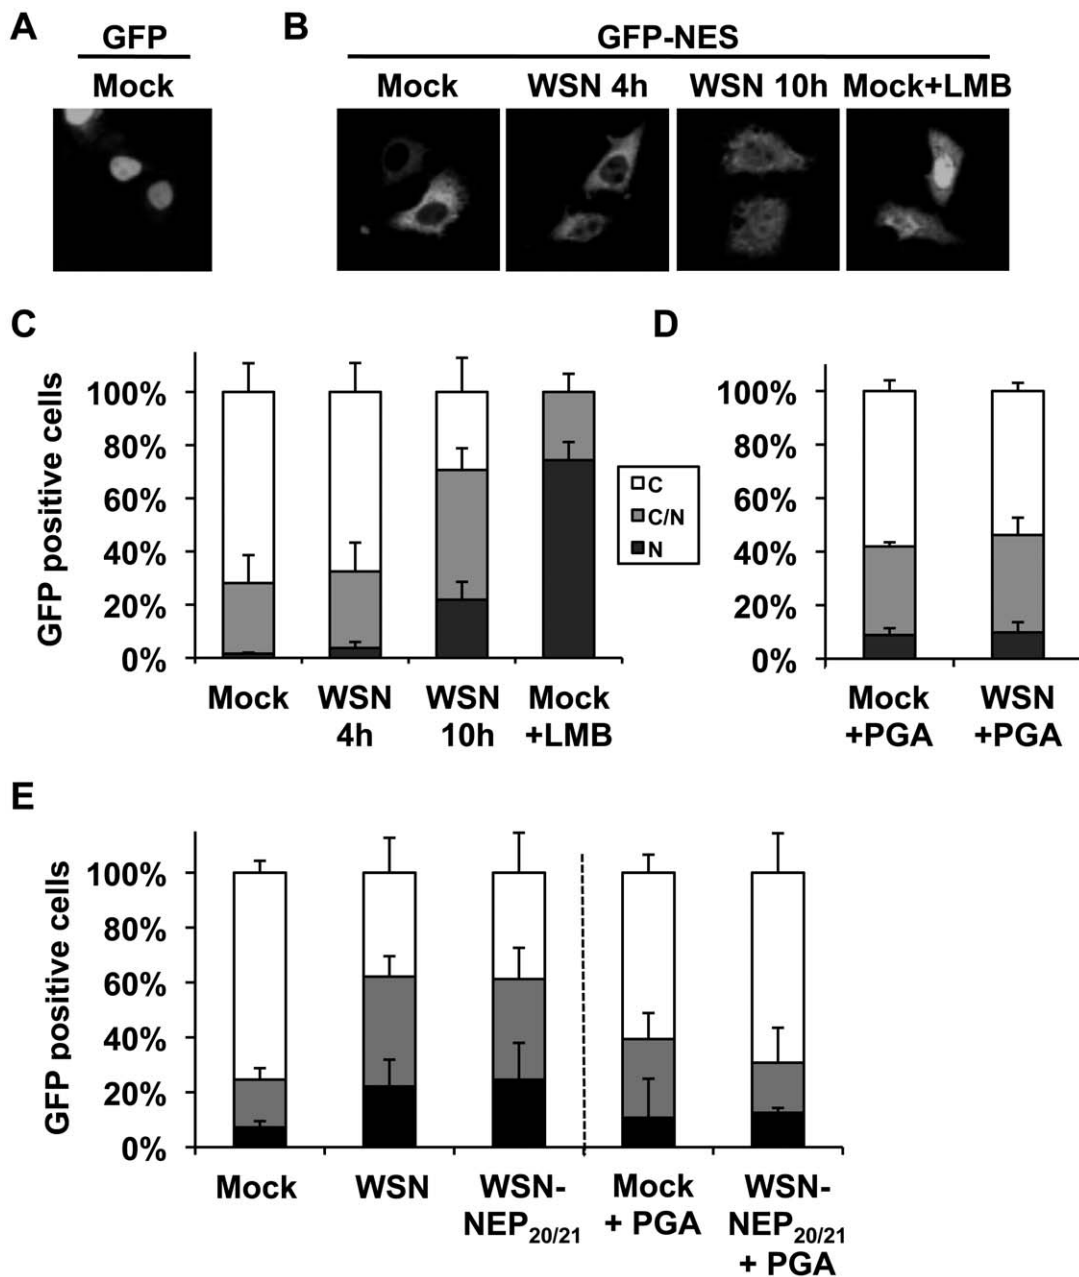 A
GFP
Mock
B
GFP-NES
Mock WSN 4h WSN 10h Mock+LMB
C
GFP positive cells
100%
80%
60%
40%
20%
0%
Mock WSN Mock
WSN
4h 10h +LMB
C
C/N
N
D
100%
80%
60%
40%
20%
0%
Mock WSN
+PGA +PGA
E
GFP positive cells
100%
80%
60%
40%
20%
0%
Mock WSN WSN- Mock WSN-
NEP20/21 + PGA NEP20/21
+ PGA